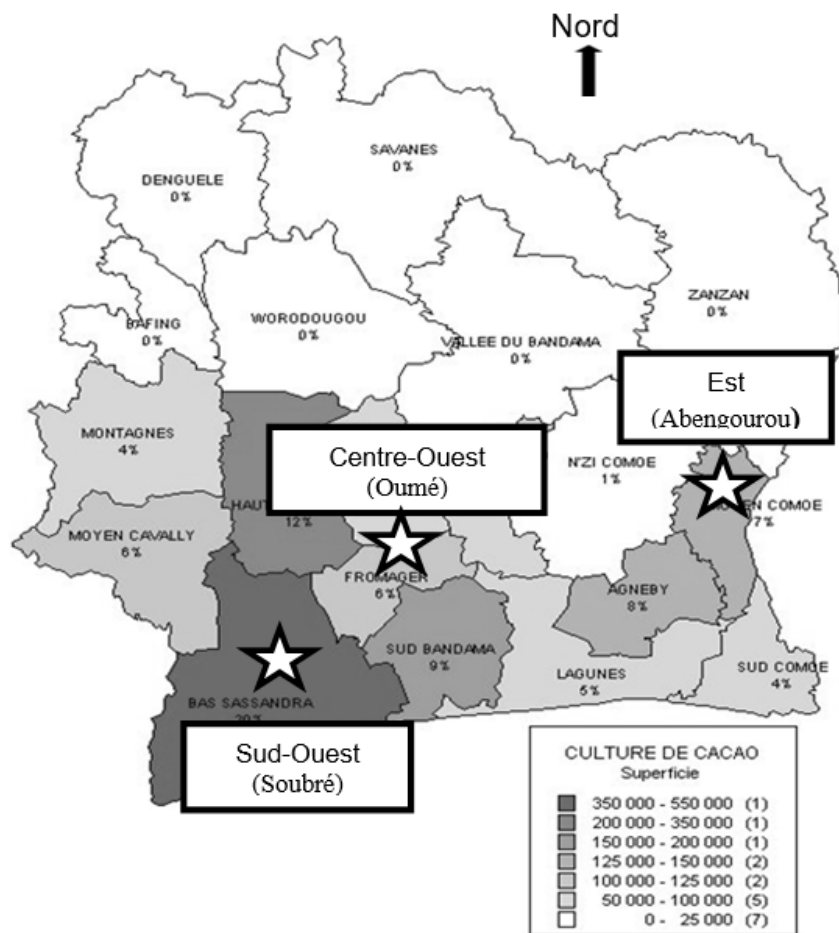 Nord
SAVANES
0%
DENGUELE
0%
ZANZAN
0%
BAFING
0%
WORODOUGOU
0%
VALLEE DU BANDAMA
0%
Est
(Abengourou)
MONTAGNES
4%
Centre-Ouest
(Oumé)
N'ZI COMOE
1%
HAUT
12%
COMOE
7%
MOYEN CAVALLY
6%
FROMAGER
6%
AGNEBY
8%
SUD BANDAMA
9%
LAGUNES
5%
SUD COMOE
4%
BAS SASSANDRA
Sud-Ouest
(Soubré)
CULTURE DE CACAO
Superficie
350 000 - 550 000 (1)
200 000 - 350 000 (1)
150 000 - 200 000 (1)
125 000 - 150 000 (2)
100 000 - 125 000 (2)
50 000 - 100 000 (5)
0 - 25 000 (7)